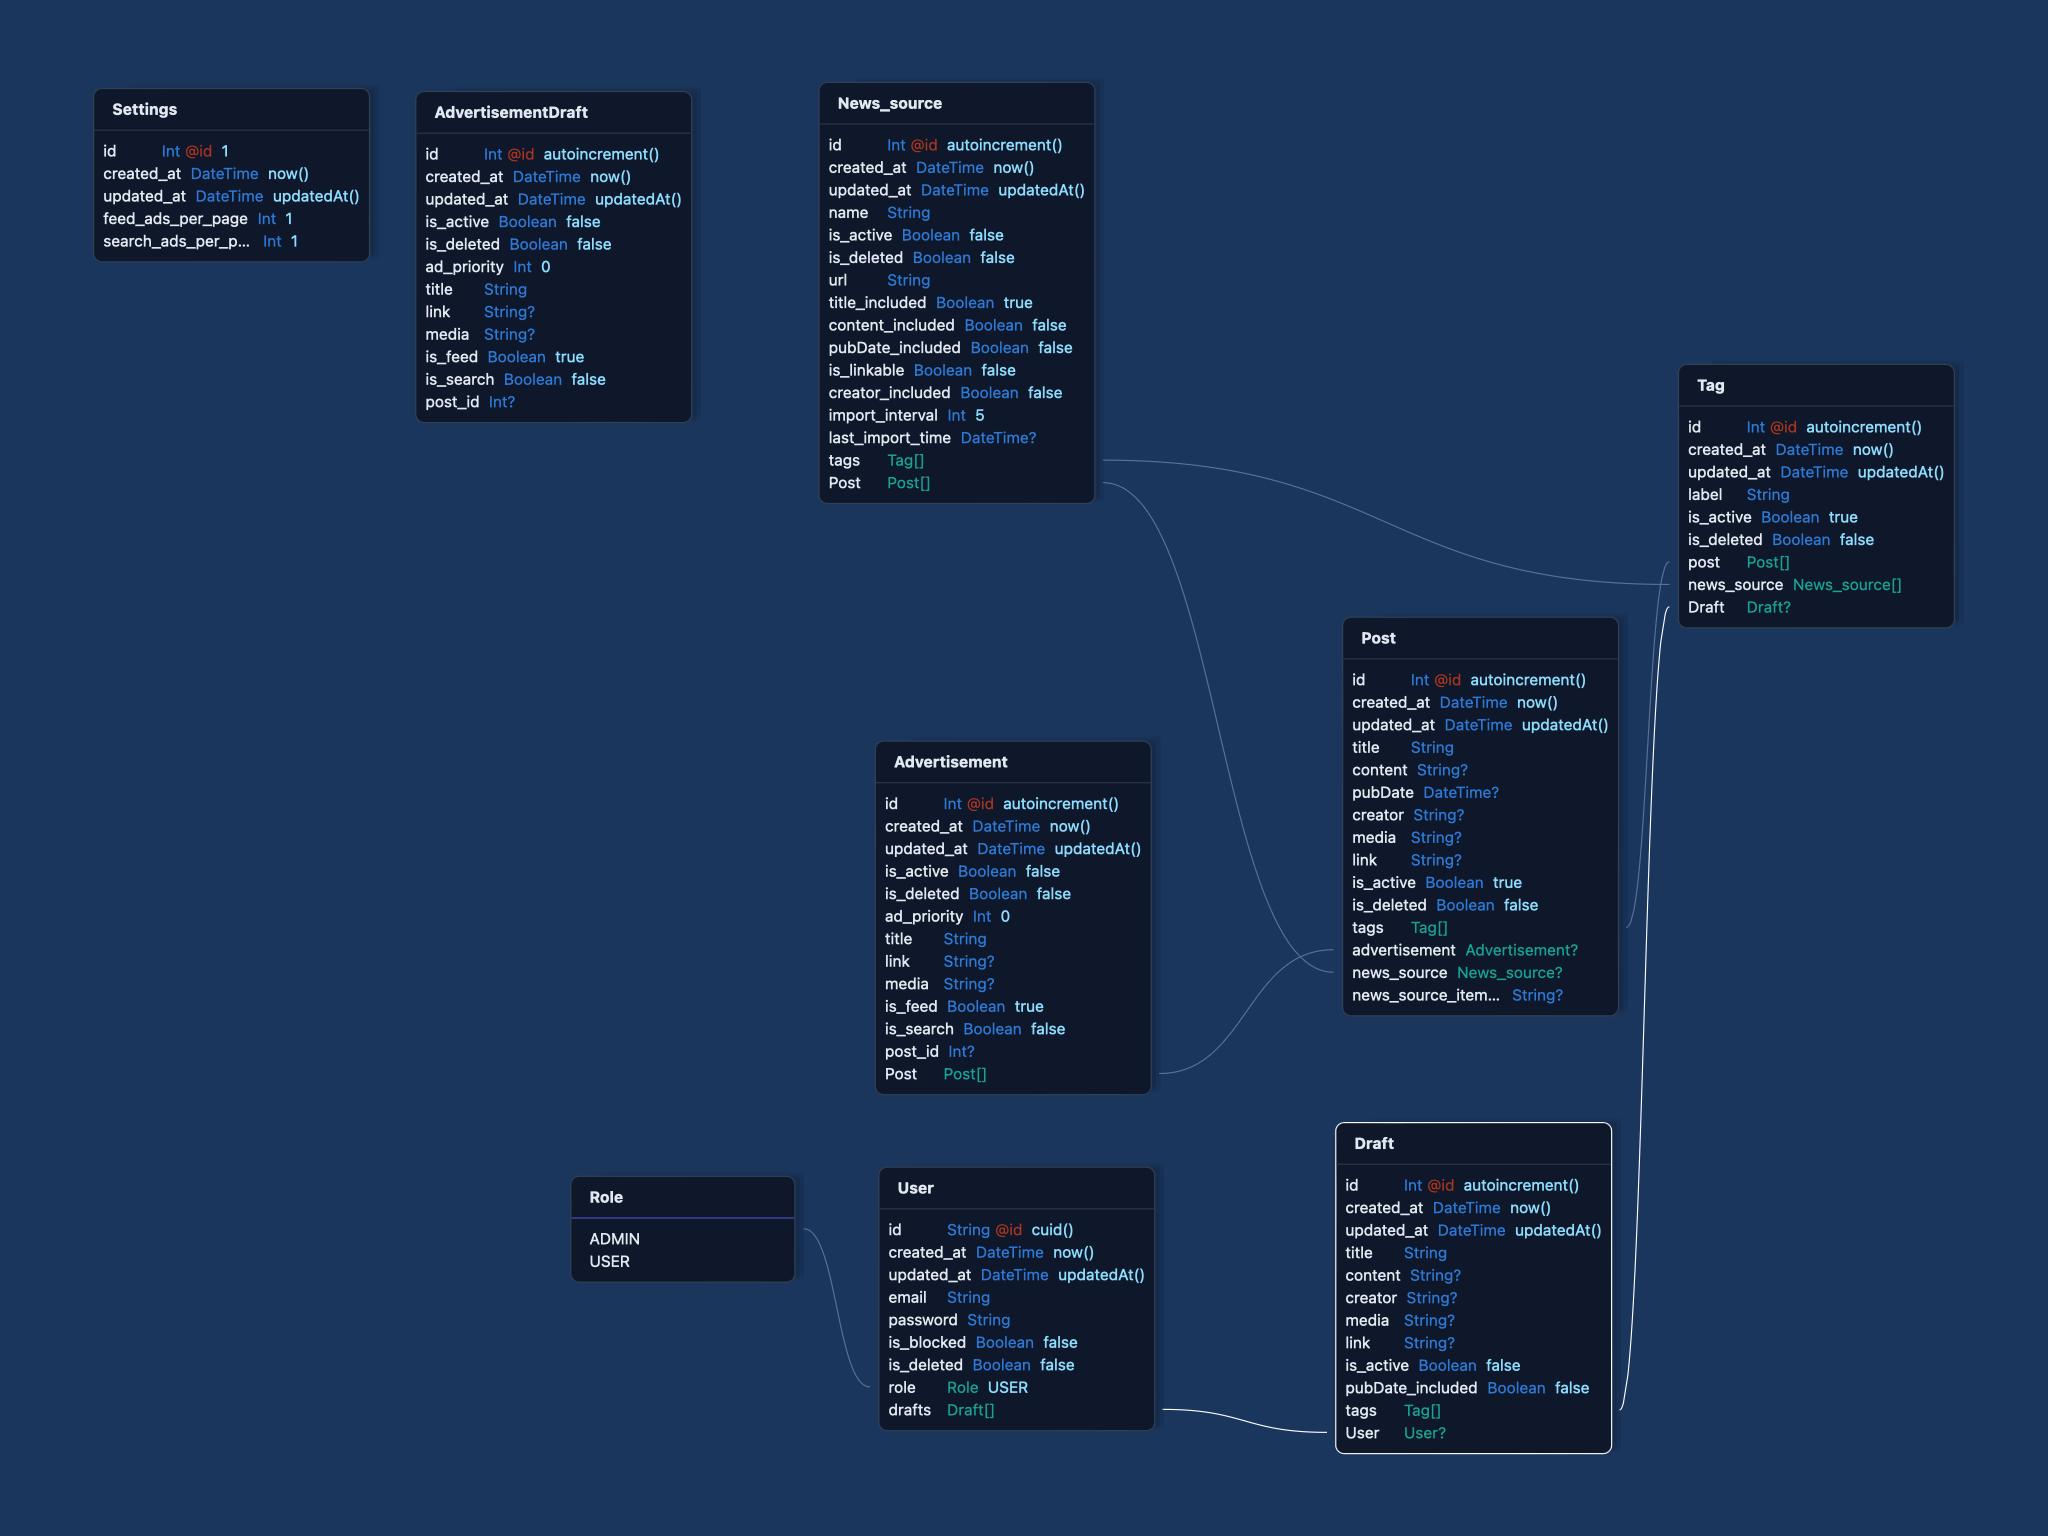 Settings
id Int @id 1
created_at DateTime now()
updated_at DateTime updatedAt()
feed_ads_per_page Int 1
search_ads_per_p... Int 1
AdvertisementDraft
id Int @id autoincrement()
created_at DateTime now()
updated_at DateTime updatedAt()
is_active Boolean false
is_deleted Boolean false
ad_priority Int 0
title String
link String?
media String?
is_feed Boolean true
is_search Boolean false
post_id Int?
News_source
id Int @id autoincrement()
created_at DateTime now()
updated_at DateTime updatedAt()
name String
is_active Boolean false
is_deleted Boolean false
url String
title_included Boolean true
content_included Boolean false
pubDate_included Boolean false
is_linkable Boolean false
creator_included Boolean false
import_interval Int 5
last_import_time DateTime?
tags Tag[]
Post Post[]
Tag
id Int @id autoincrement()
created_at DateTime now()
updated_at DateTime updatedAt()
label String
is_active Boolean true
is_deleted Boolean false
post Post[]
news_source News_source[]
Draft Draft?
Post
id Int @id autoincrement()
created_at DateTime now()
updated_at DateTime updatedAt()
title String
content String?
pubDate DateTime?
creator String?
media String?
link String?
is_active Boolean true
is_deleted Boolean false
tags Tag[]
advertisement Advertisement?
news_source News_source?
news_source_item... String?
Advertisement
id Int @id autoincrement()
created_at DateTime now()
updated_at DateTime updatedAt()
is_active Boolean false
is_deleted Boolean false
ad_priority Int 0
title String
link String?
media String?
is_feed Boolean true
is_search Boolean false
post_id Int?
Post Post[]
Role
ADMIN
USER
User
id String @id cuid()
created_at DateTime now()
updated_at DateTime updatedAt()
email String
password String
is_blocked Boolean false
is_deleted Boolean false
role Role USER
drafts Draft[]
Draft
id Int @id autoincrement()
created_at DateTime now()
updated_at DateTime updatedAt()
title String
content String?
creator String?
media String?
link String?
is_active Boolean false
pubDate_included Boolean false
tags Tag[]
User User?